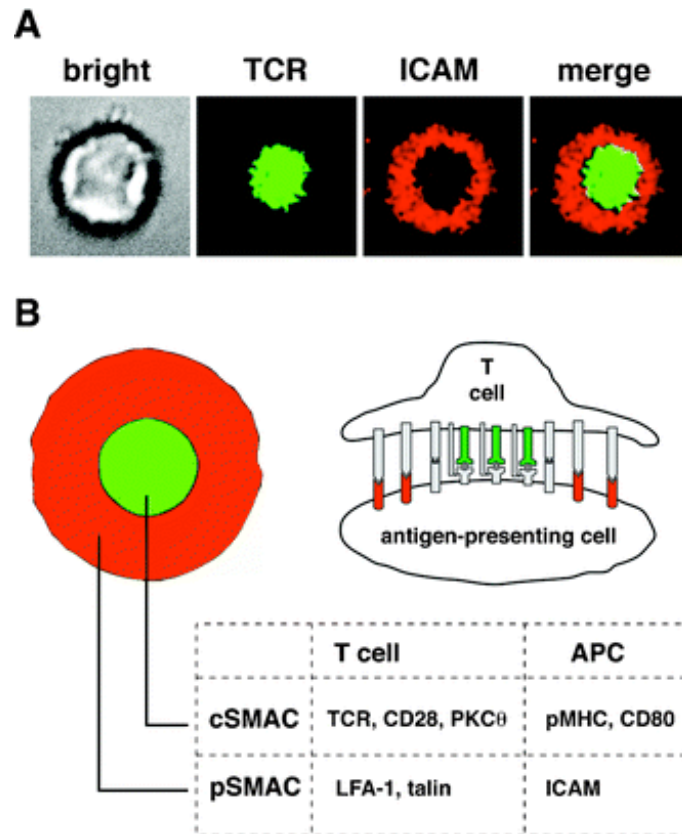 A
bright TCR ICAM merge
B
T
cell
antigen-presenting cell
T cell APC
cSMAC TCR, CD28, PKCθ pMHC, CD80
pSMAC LFA-1, talin ICAM